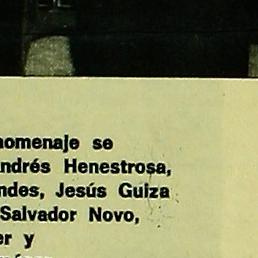 homenaje se
ndrés Henestrosa,
ndes, Jesús Guiza
Salvador Novo,
er y